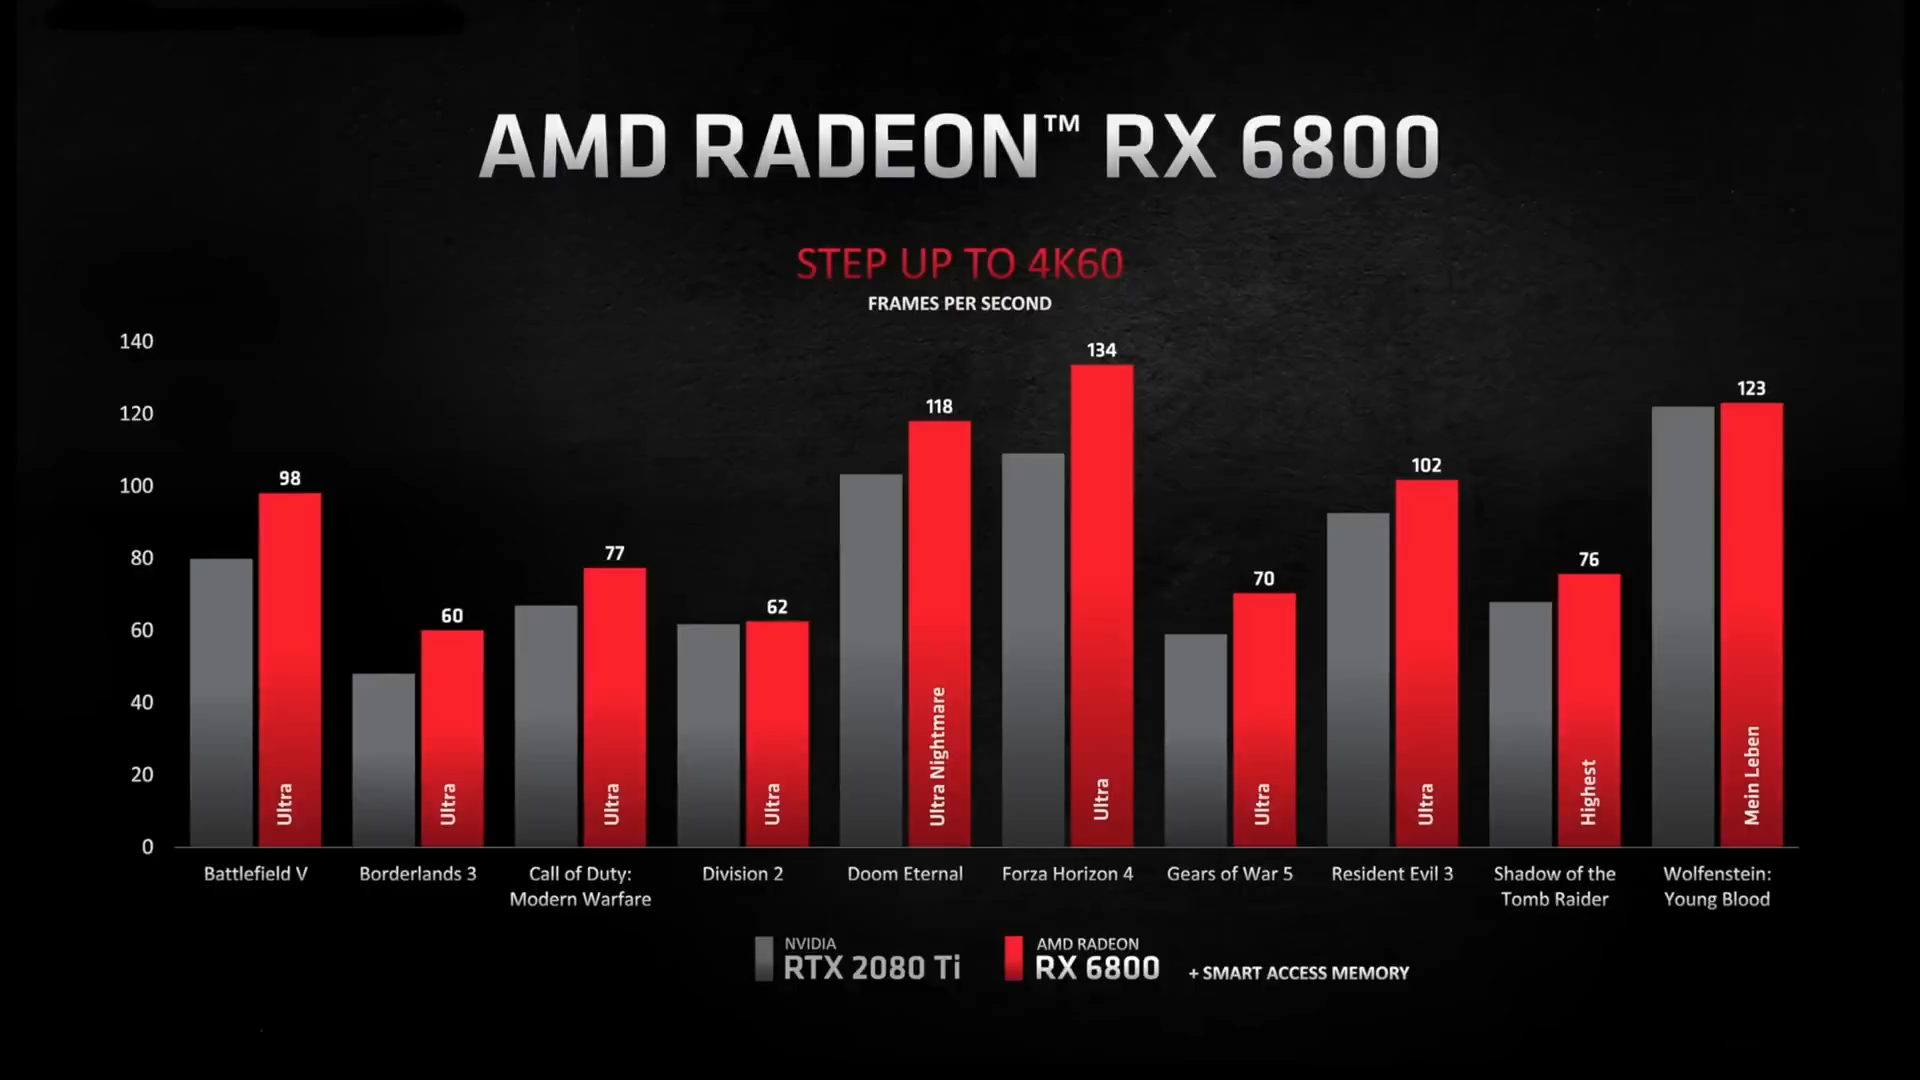 AMD RADEON™ RX 6800
STEP UP TO 4K60
FRAMES PER SECOND
140
120
100
80
60
40
20
0
98
60
77
62
118
134
70
102
76
123
Ultra
Ultra
Ultra
Ultra
Ultra Nightmare
Ultra
Ultra
Ultra
Highest
Mein Leben
Battlefield V
Borderlands 3
Call of Duty:
Modern Warfare
Division 2
Doom Eternal
Forza Horizon 4
Gears of War 5
Resident Evil 3
Shadow of the
Tomb Raider
Wolfenstein:
Young Blood
NVIDIA
RTX 2080 Ti
AMD RADEON
RX 6800
+ SMART ACCESS MEMORY